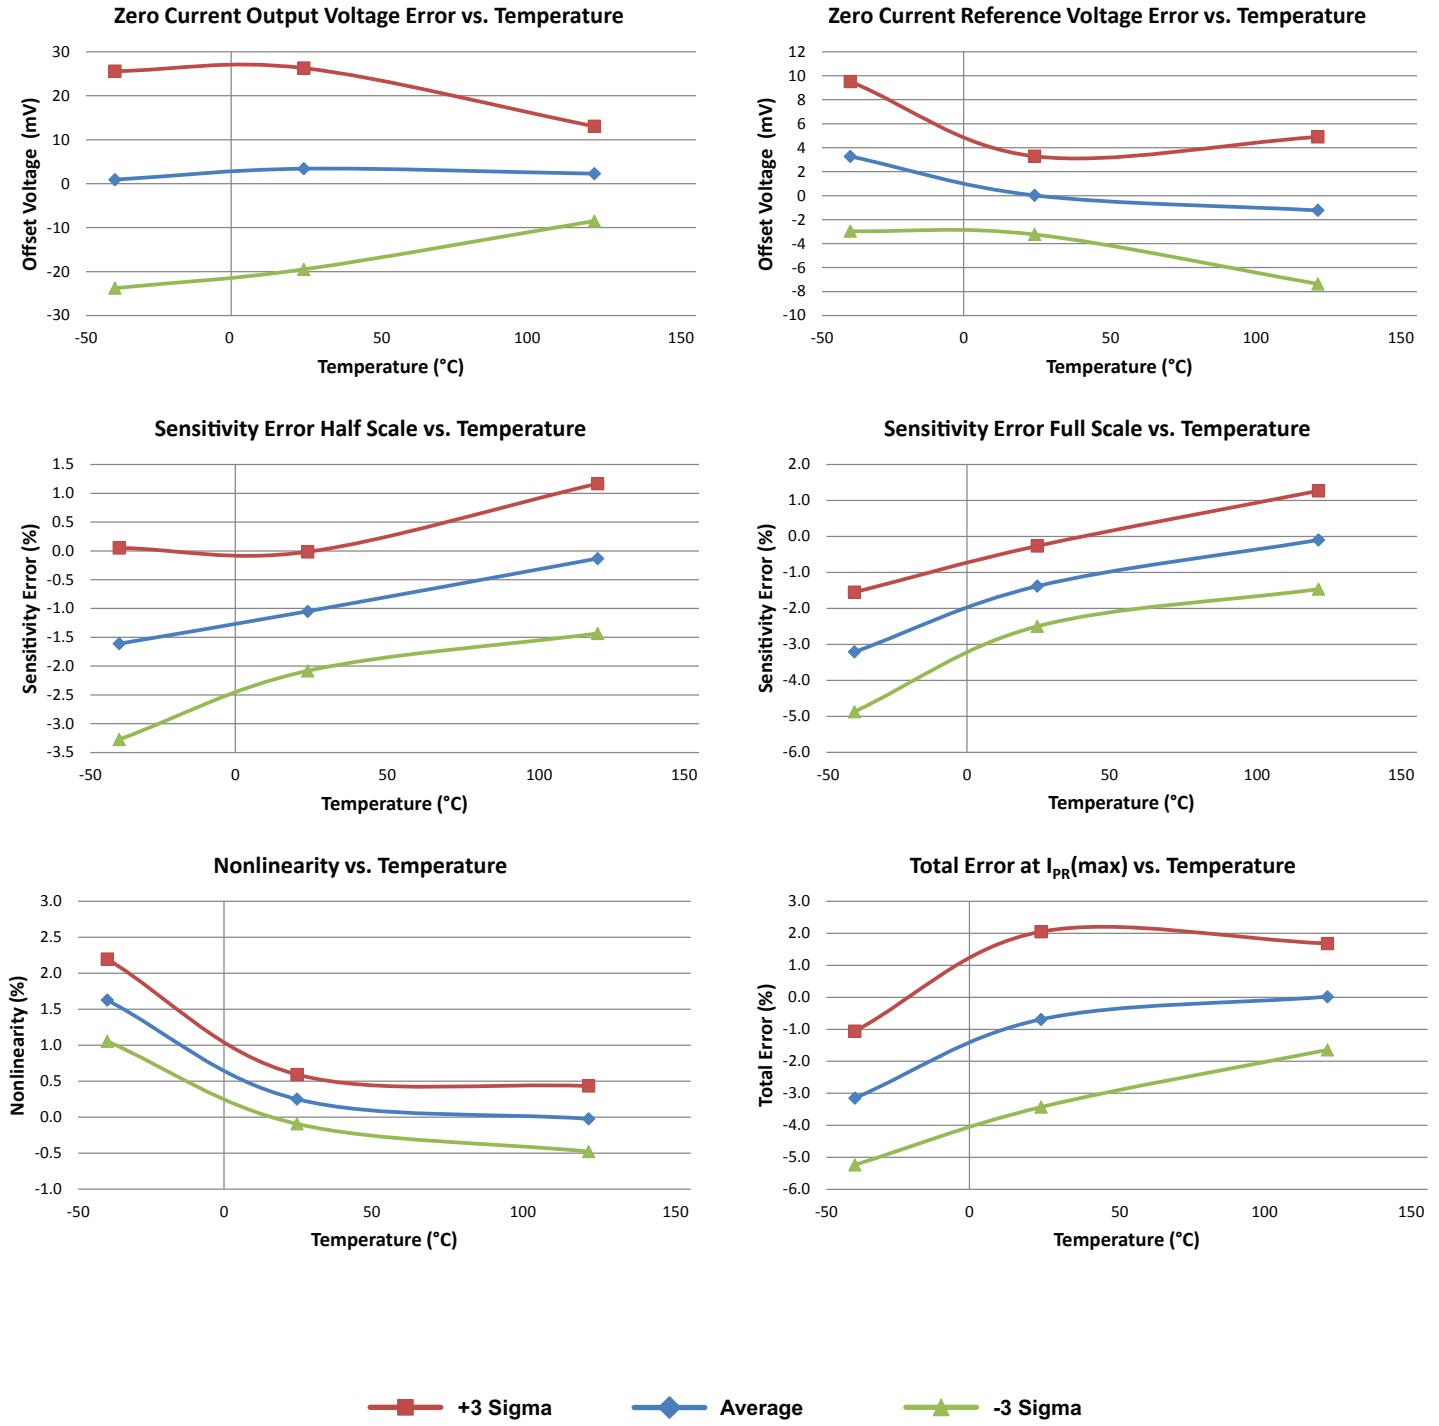 Zero Current Output Voltage Error vs. Temperature
Offset Voltage (mV)
30
20
10
0
-10
-20
-30
-50 0 50 100 150
Temperature (°C)
Zero Current Reference Voltage Error vs. Temperature
Offset Voltage (mV)
12
10
8
6
4
2
0
-2
-4
-6
-8
-10
-50 0 50 100 150
Temperature (°C)
Sensitivity Error Half Scale vs. Temperature
Sensitivity Error (%)
1.5
1.0
0.5
0.0
-0.5
-1.0
-1.5
-2.0
-2.5
-3.0
-3.5
-50 0 50 100 150
Temperature (°C)
Sensitivity Error Full Scale vs. Temperature
Sensitivity Error (%)
2.0
1.0
0.0
-1.0
-2.0
-3.0
-4.0
-5.0
-6.0
-50 0 50 100 150
Temperature (°C)
Nonlinearity vs. Temperature
Nonlinearity (%)
3.0
2.5
2.0
1.5
1.0
0.5
0.0
-0.5
-1.0
-50 0 50 100 150
Temperature (°C)
Total Error at IPR(max) vs. Temperature
Total Error (%)
3.0
2.0
1.0
0.0
-1.0
-2.0
-3.0
-4.0
-5.0
-6.0
-50 0 50 100 150
Temperature (°C)
+3 Sigma Average -3 Sigma